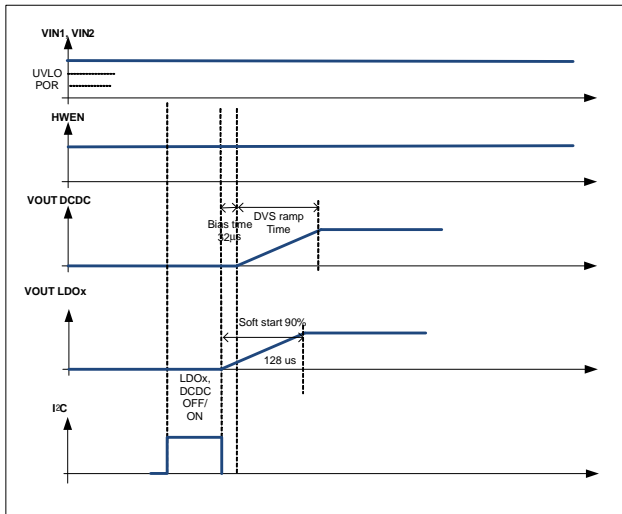 VIN1, VIN2
UVLO
POR
HWEN
VOUT DCDC
Bias time
32µs
DVS ramp
Time
VOUT LDOx
Soft start 90%
128 us
LDOx,
DCDC
OFF/
ON
I²C